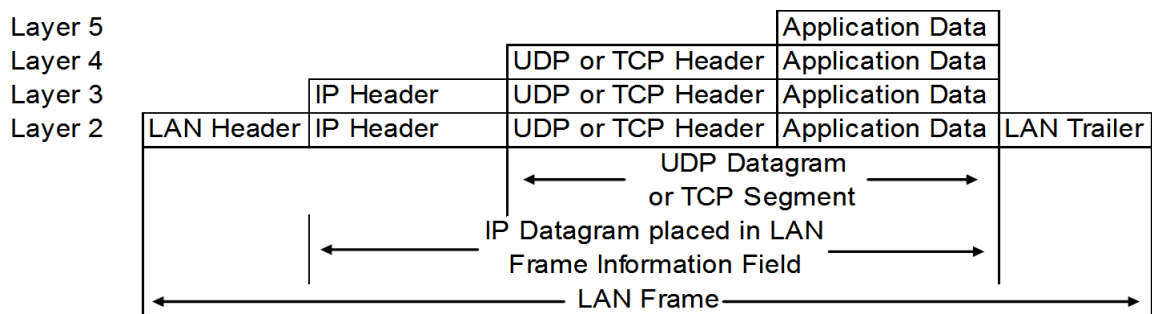 Layer 5 Application Data
Layer 4 UDP or TCP Header Application Data
Layer 3 IP Header UDP or TCP Header Application Data
Layer 2 LAN Header IP Header UDP or TCP Header Application Data LAN Trailer
UDP Datagram
or TCP Segment
IP Datagram placed in LAN
Frame Information Field
LAN Frame